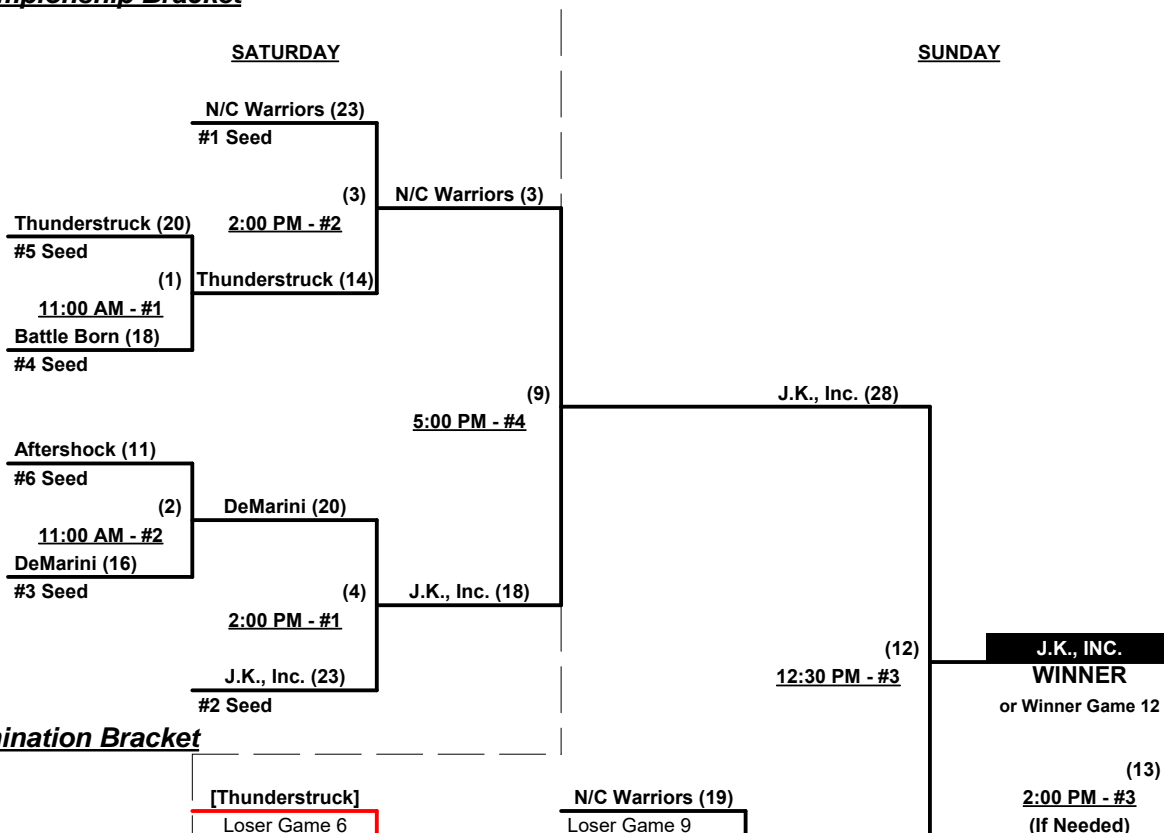 Bracket
SATURDAY
SUNDAY
N/C Warriors (23)
#1 Seed
(3)
N/C Warriors (3)
2:00 PM - #2
Thunderstruck (20)
#5 Seed
(1)
Thunderstruck (14)
11:00 AM - #1
Battle Born (18)
#4 Seed
(9)
J.K., Inc. (28)
5:00 PM - #4
Aftershock (11)
#6 Seed
(2)
DeMarini (20)
11:00 AM - #2
DeMarini (16)
#3 Seed
(4)
J.K., Inc. (18)
2:00 PM - #1
J.K., Inc. (23)
#2 Seed
(12)
12:30 PM - #3
J.K., INC.
WINNER
or Winner Game 12
Bracket
(13)
2:00 PM - #3
(If Needed)
[Thunderstruck]
Loser Game 6
N/C Warriors (19)
Loser Game 9